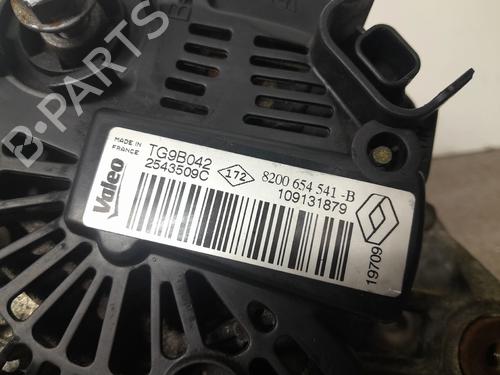 B-PARTS
MADE IN
FRANCE
TG9B042
2543509C
172
8200 654 541 -B
109131879
Valeo
19709